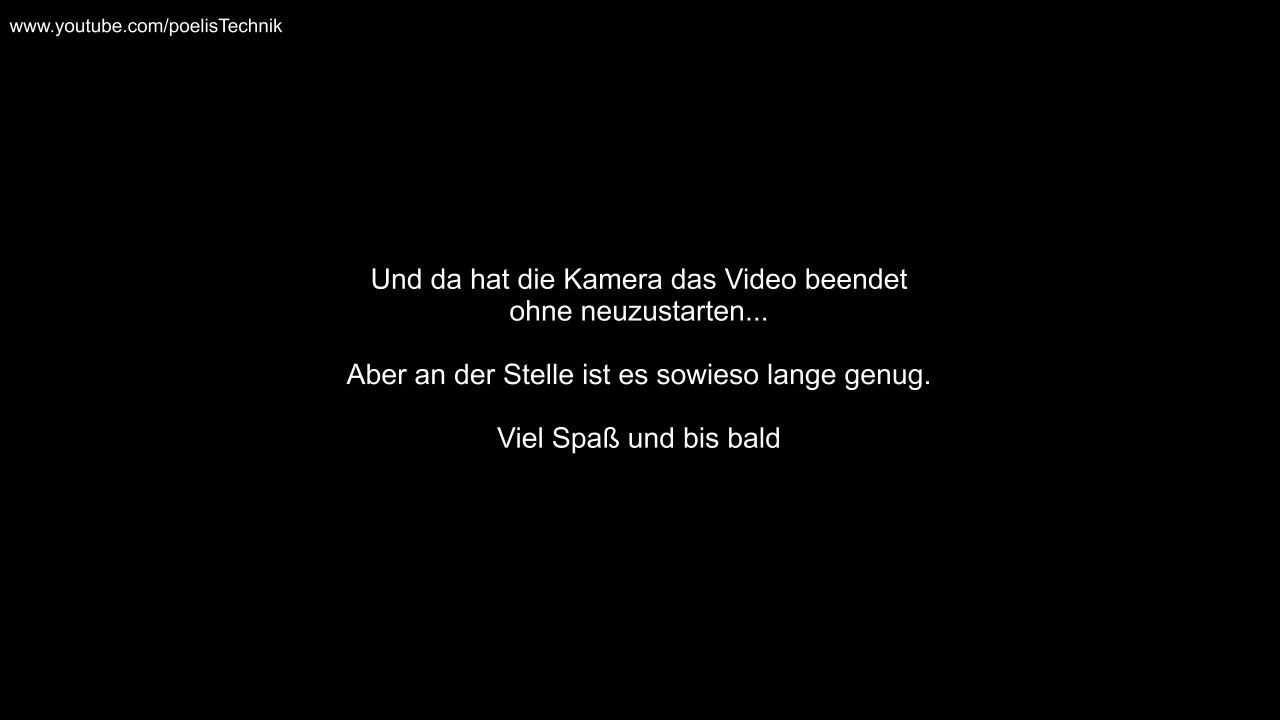 www.youtube.com/poelisTechnik
Und da hat die Kamera das Video beendet
ohne neuzustarten...
Aber an der Stelle ist es sowieso lange genug.
Viel Spaß und bis bald